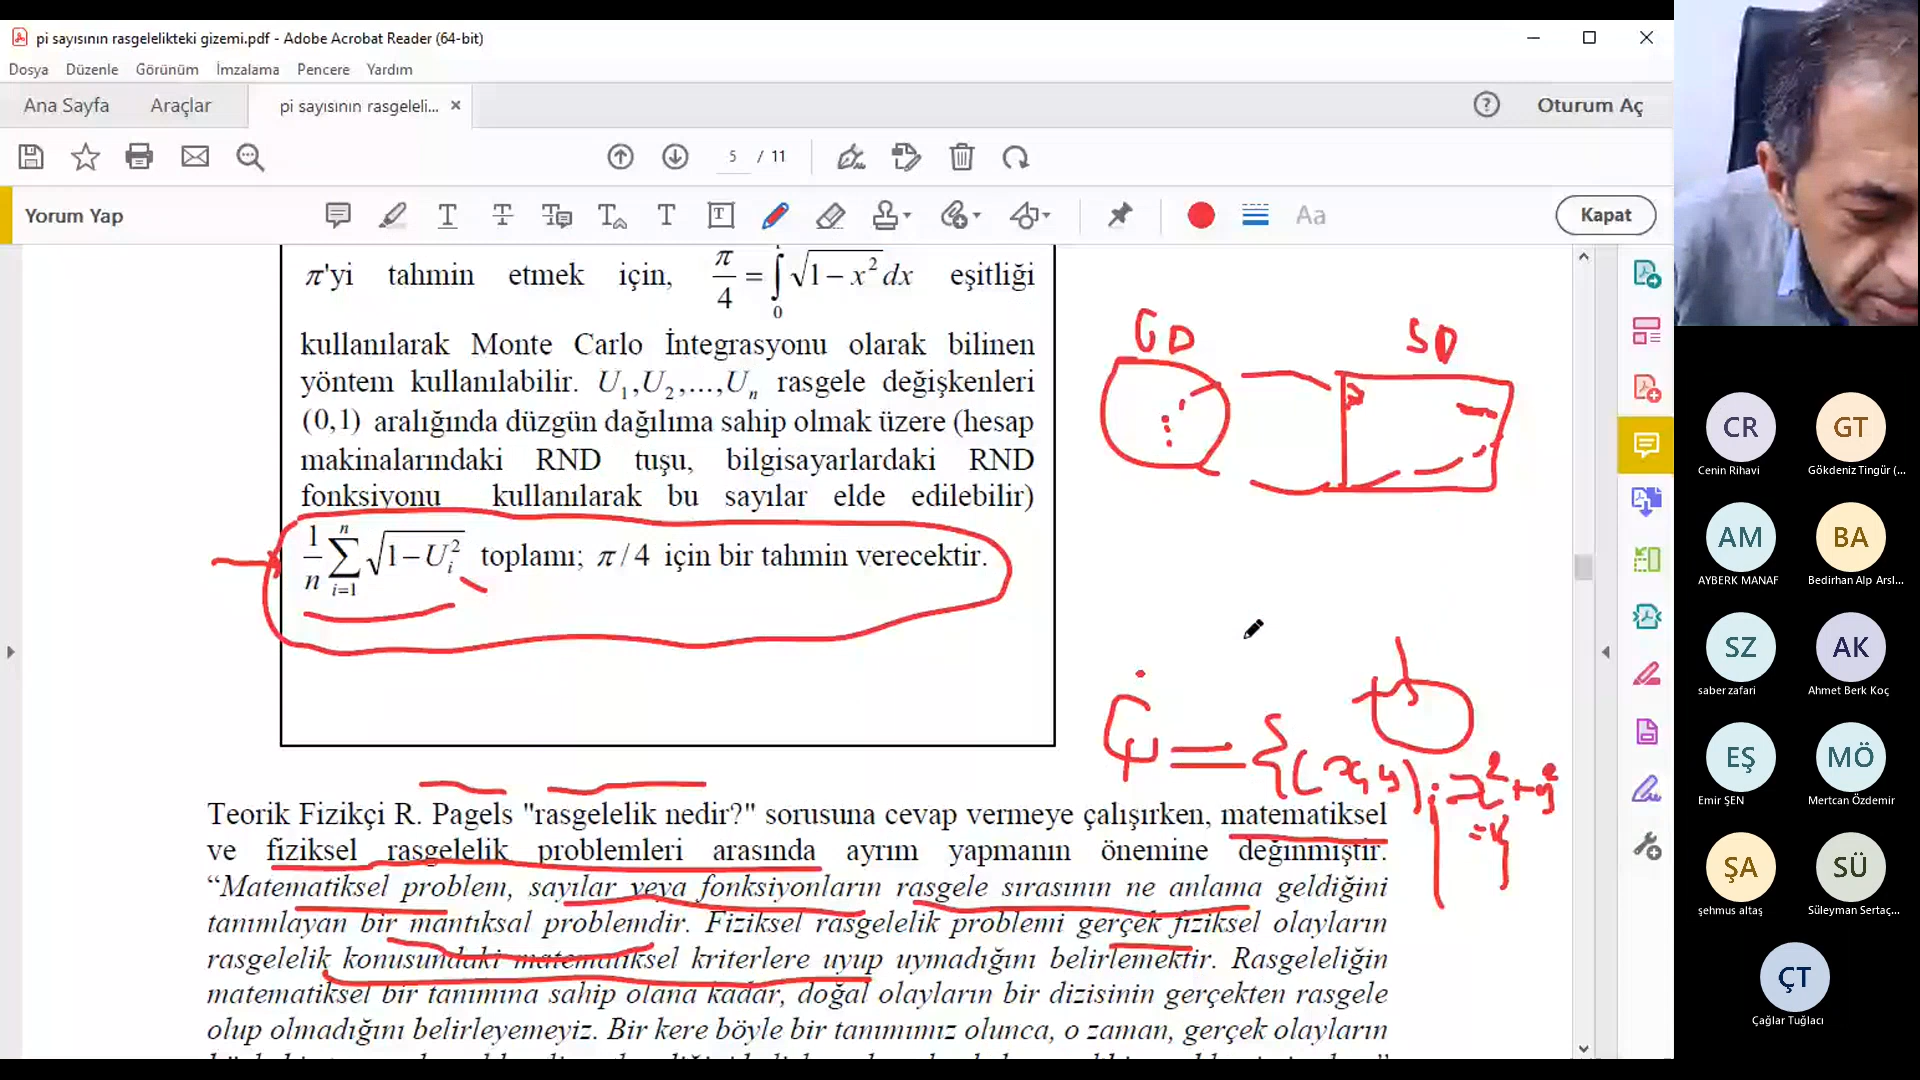 pi sayısının rasgelelikteki gizemi.pdf - Adobe Acrobat Reader (64-bit)
Dosya Düzenle Görünüm İmzalama Pencere Yardım
Ana Sayfa Araçlar pi sayısının rasgeleli... × Oturum Aç
5 / 11
Yorum Yap Aa Kapat
π'yi tahmin etmek için, π/4 = ∫₀ √(1 − x²) dx eşitliği
kullanılarak Monte Carlo İntegrasyonu olarak bilinen
yöntem kullanılabilir. U₁,U₂,...,Uₙ rasgele değişkenleri
(0,1) aralığında düzgün dağılıma sahip olmak üzere (hesap
makinalarındaki RND tuşu, bilgisayarlardaki RND
fonksiyonu kullanılarak bu sayılar elde edilebilir)
1/n ∑ᵢ₌₁ⁿ √(1 − Uᵢ²) toplamı; π/4 için bir tahmin verecektir.
GD SD
Ç = {(x,y); x²+y²
Teorik Fizikçi R. Pagels "rasgelelik nedir?" sorusuna cevap vermeye çalışırken, matematiksel
ve fiziksel rasgelelik problemleri arasında ayrım yapmanın önemine değinmiştir.
“Matematiksel problem, sayılar veya fonksiyonların rasgele sırasının ne anlama geldiğini
tanımlayan bir mantıksal problemdir. Fiziksel rasgelelik problemi gerçek fiziksel olayların
rasgelelik konusundaki matematiksel kriterlere uyup uymadığını belirlemektir. Rasgeleliğin
matematiksel bir tanımına sahip olana kadar, doğal olayların bir dizisinin gerçekten rasgele
olup olmadığını belirleyemeyiz. Bir kere böyle bir tanımımız olunca, o zaman, gerçek olayların
CR GT
Cenin Rihavi Gökdeniz Tingür (...
AM BA
AYBERK MANAF Bedirhan Alp Arsl...
SZ AK
saber zafari Ahmet Berk Koç
EŞ MÖ
Emir ŞEN Mertcan Özdemir
ŞA SÜ
şehmus altaş Süleyman Sertaç...
ÇT
Çağlar Tuğlacı